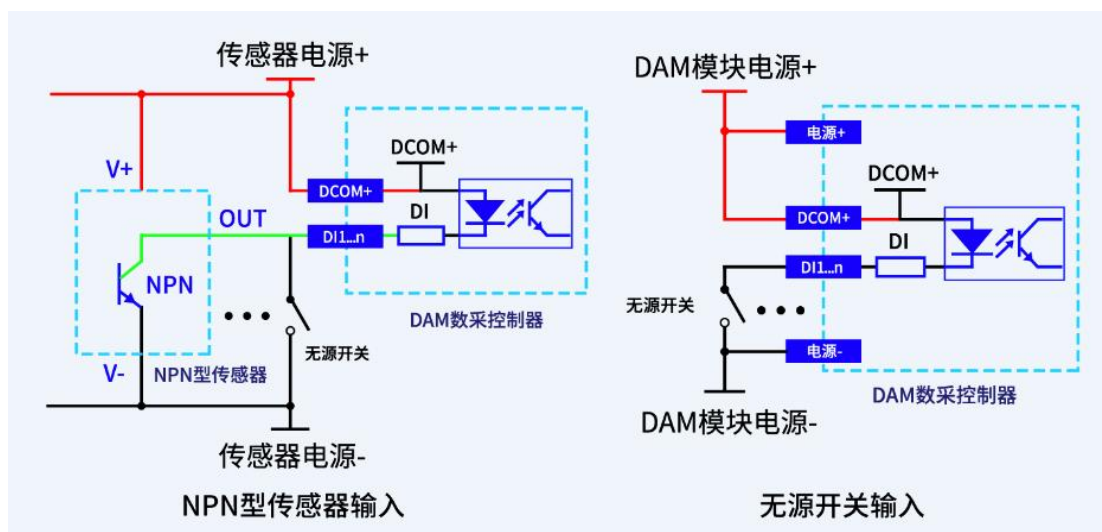 传感器电源+
DCOM+
V+
DCOM+
OUT
DI1...n
DI
NPN
DAM数采控制器
无源开关
V-
NPN型传感器
传感器电源-
NPN型传感器输入
DAM模块电源+
电源+
DCOM+
DCOM+
DI
DI1...n
无源开关
电源-
DAM数采控制器
DAM模块电源-
无源开关输入